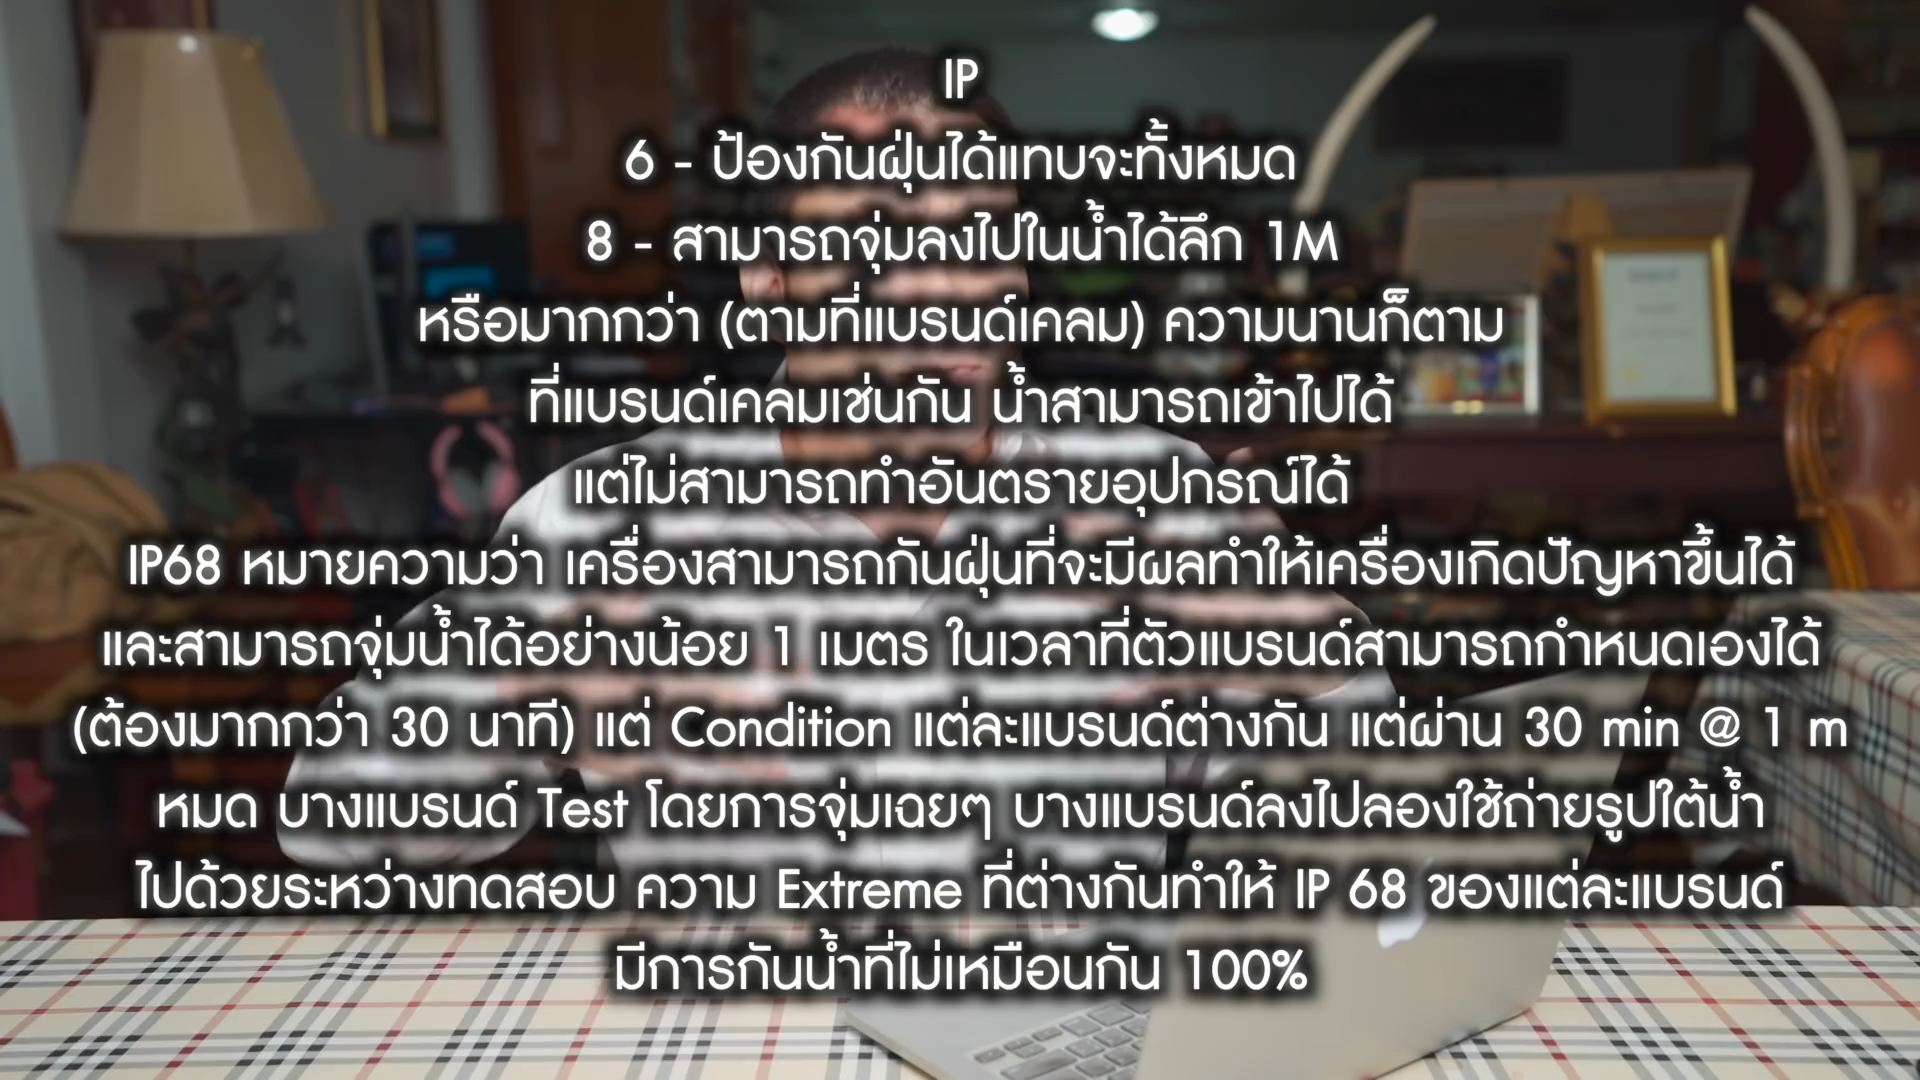 IP
6 - ป้องกันฝุ่นได้แทบจะทั้งหมด
8 - สามารถจุ่มลงไปในน้ำได้ลึก 1M
หรือมากกว่า (ตามที่แบรนด์เคลม) ความนานก็ตาม
ที่แบรนด์เคลมเช่นกัน น้ำสามารถเข้าไปได้
แต่ไม่สามารถทำอันตรายอุปกรณ์ได้
IP68 หมายความว่า เครื่องสามารถกันฝุ่นที่จะมีผลทำให้เครื่องเกิดปัญหาขึ้นได้
และสามารถจุ่มน้ำได้อย่างน้อย 1 เมตร ในเวลาที่ตัวแบรนด์สามารถกำหนดเองได้
(ต้องมากกว่า 30 นาที) แต่ Condition แต่ละแบรนด์ต่างกัน แต่ผ่าน 30 min @ 1 m
หมด บางแบรนด์ Test โดยการจุ่มเฉยๆ บางแบรนด์ลงไปลองใช้ถ่ายรูปใต้น้ำ
ไปด้วยระหว่างทดสอบ ความ Extreme ที่ต่างกันทำให้ IP 68 ของแต่ละแบรนด์
มีการกันน้ำที่ไม่เหมือนกัน 100%